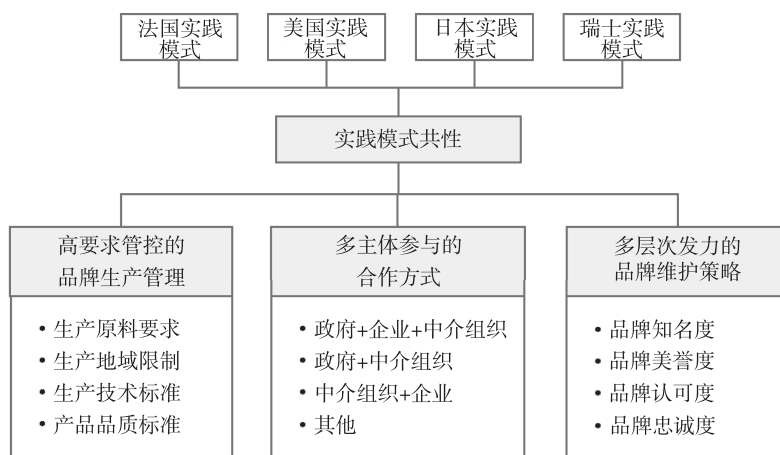 法国实践
模式
美国实践
模式
日本实践
模式
瑞士实践
模式
实践模式共性
高要求管控的
品牌生产管理
• 生产原料要求
• 生产地域限制
• 生产技术标准
• 产品品质标准
多主体参与的
合作方式
• 政府+企业+中介组织
• 政府+中介组织
• 中介组织+企业
• 其他
多层次发力的
品牌维护策略
• 品牌知名度
• 品牌美誉度
• 品牌认可度
• 品牌忠诚度